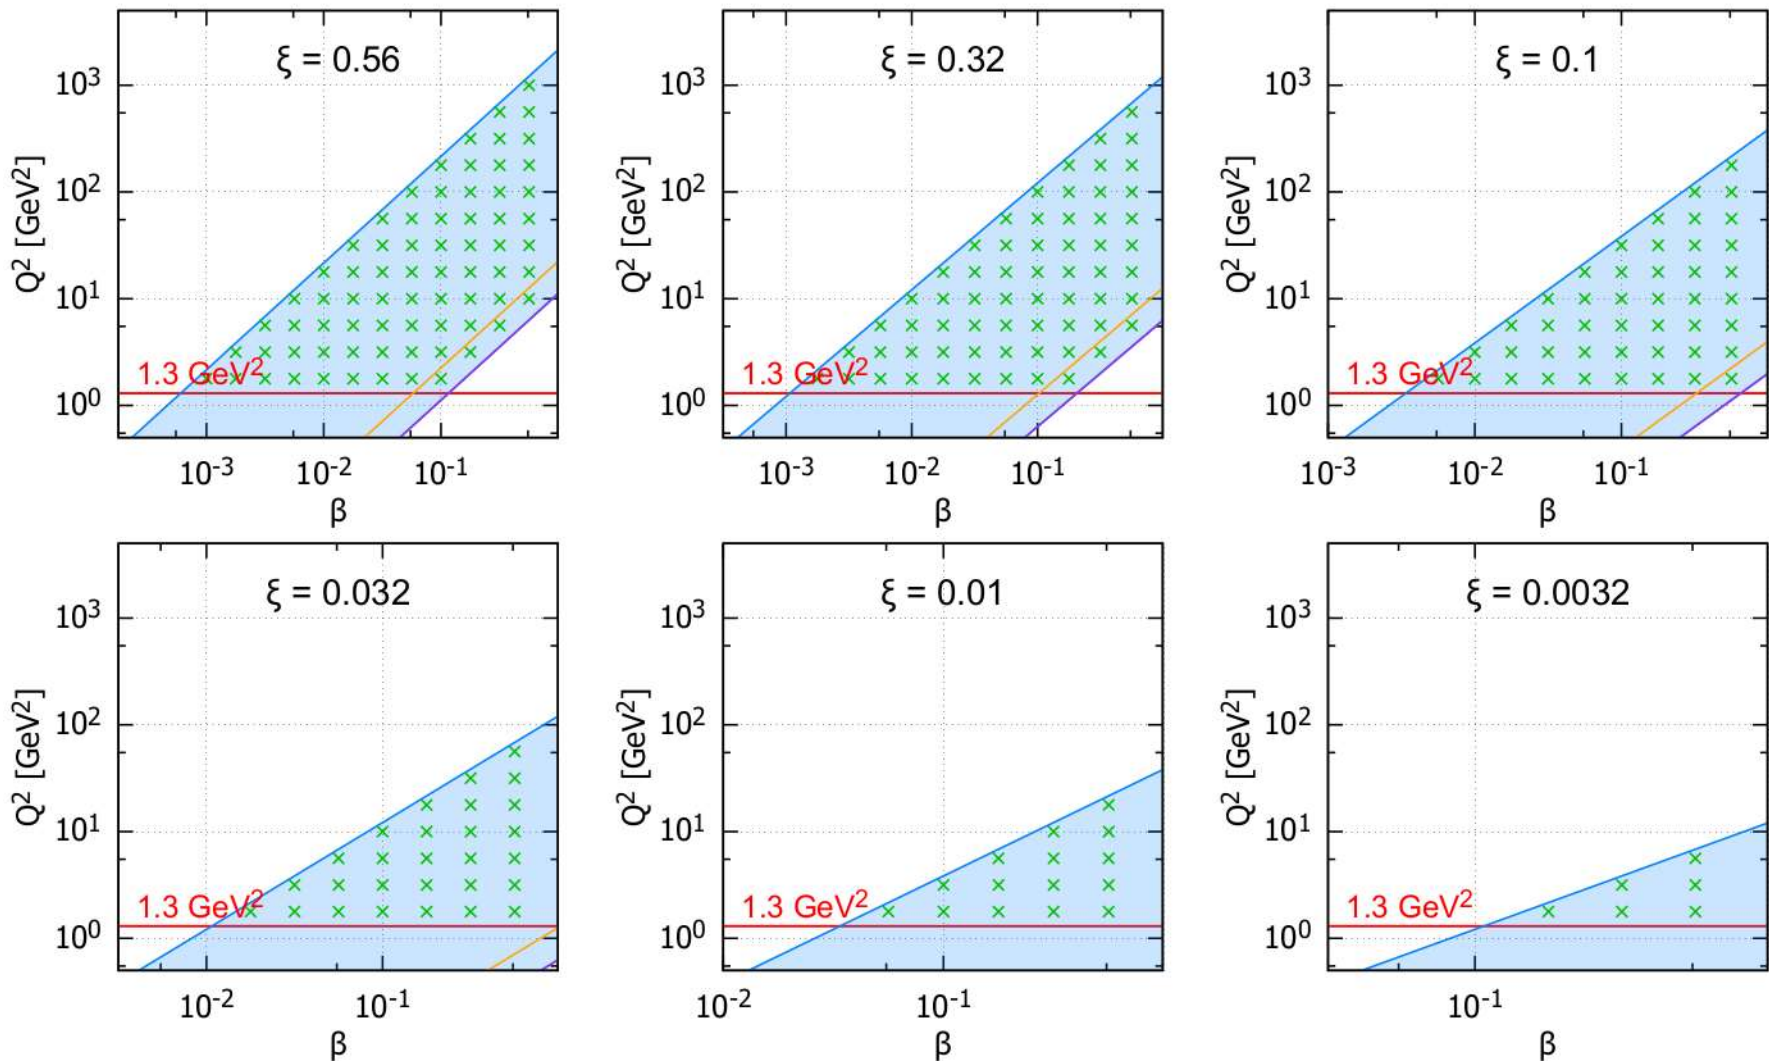 ξ = 0.56
10³
10²
10¹
10⁰
Q² [GeV²]
1.3 GeV²
10⁻³ 10⁻² 10⁻¹
β
ξ = 0.32
10³
10²
10¹
10⁰
Q² [GeV²]
1.3 GeV²
10⁻³ 10⁻² 10⁻¹
β
ξ = 0.1
10³
10²
10¹
10⁰
Q² [GeV²]
1.3 GeV²
10⁻³ 10⁻² 10⁻¹
β
ξ = 0.032
10³
10²
10¹
10⁰
Q² [GeV²]
1.3 GeV²
10⁻² 10⁻¹
β
ξ = 0.01
10³
10²
10¹
10⁰
Q² [GeV²]
1.3 GeV²
10⁻² 10⁻¹
β
ξ = 0.0032
10³
10²
10¹
10⁰
Q² [GeV²]
1.3 GeV²
10⁻¹
β